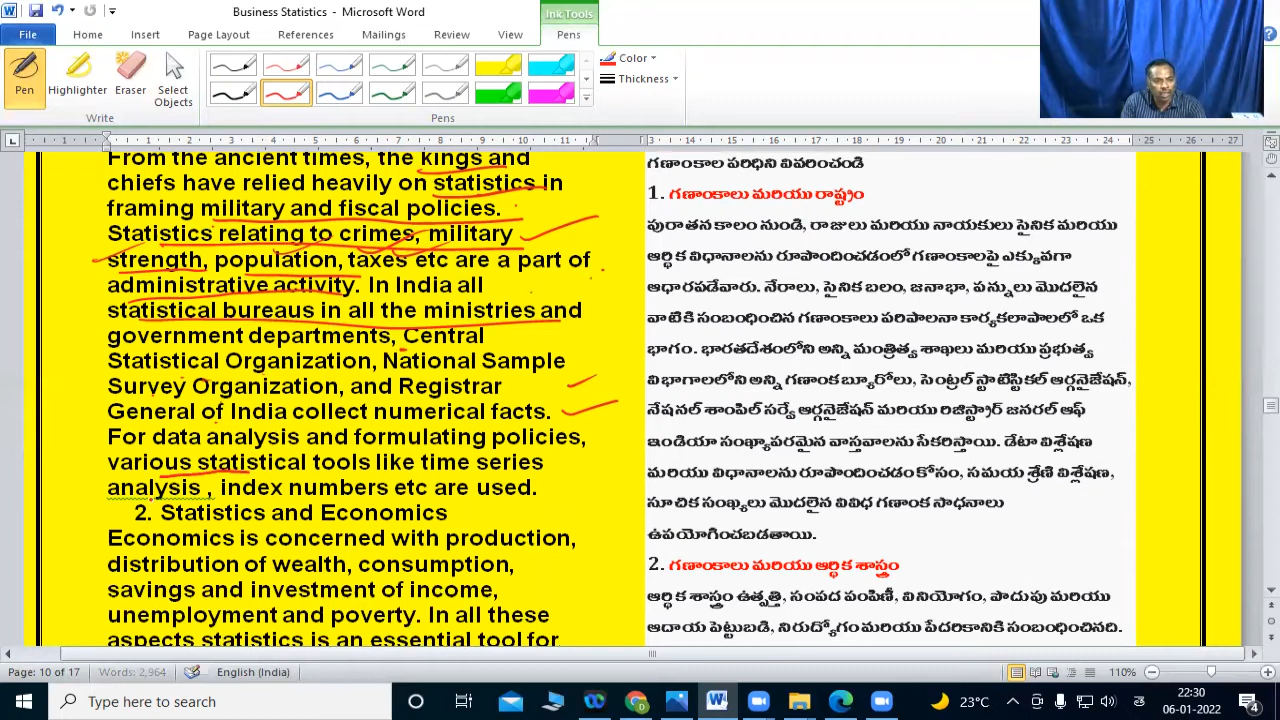 Business Statistics - Microsoft Word
Ink Tools
File
Home
Insert
Page Layout
References
Mailings
Review
View
Pens
Pen
Highlighter
Eraser
Select Objects
Color
Thickness
Write
Pens
From the ancient times, the kings and
chiefs have relied heavily on statistics in
framing military and fiscal policies.
Statistics relating to crimes, military
strength, population, taxes etc are a part of
administrative activity. In India all
statistical bureaus in all the ministries and
government departments, Central
Statistical Organization, National Sample
Survey Organization, and Registrar
General of India collect numerical facts.
For data analysis and formulating policies,
various statistical tools like time series
analysis , index numbers etc are used.
2. Statistics and Economics
Economics is concerned with production,
distribution of wealth, consumption,
savings and investment of income,
unemployment and poverty. In all these
aspects statistics is an essential tool for
గణాంకాల పరిధిని వివరించండి
1. గణాంకాలు మరియు రాష్ట్రం
పురాతన కాలం నుండి, రాజులు మరియు నాయకులు సైనిక మరియు
ఆర్థిక విధానాలను రూపొందించడంలో గణాంకాలపై ఎక్కువగా
ఆధారపడేవారు. నేరాలు, సైనిక బలం, జనాభా, పన్నులు మొదలైన
వాటికి సంబంధించిన గణాంకాలు పరిపాలనా కార్యకలాపాలలో ఒక
భాగం. భారతదేశంలోని అన్ని మంత్రిత్వ శాఖలు మరియు ప్రభుత్వ
విభాగాలలోని అన్ని గణాంక బ్యూరోలు, సెంట్రల్ స్టాటిస్టికల్ ఆర్గనైజేషన్,
నేషనల్ శాంపిల్ సర్వే ఆర్గనైజేషన్ మరియు రిజిస్ట్రార్ జనరల్ ఆఫ్
ఇండియా సంఖ్యాపరమైన వాస్తవాలను సేకరిస్తాయి. డేటా విశ్లేషణ
మరియు విధానాలను రూపొందించడం కోసం, సమయ శ్రేణి విశ్లేషణ,
సూచిక సంఖ్యలు మొదలైన వివిధ గణాంక సాధనాలు
ఉపయోగించబడతాయి.
2. గణాంకాలు మరియు ఆర్థిక శాస్త్రం
ఆర్థిక శాస్త్రం ఉత్పత్తి, సంపద పంపిణీ, వినియోగం, పొదుపు మరియు
ఆదాయ పెట్టుబడి, నిరుద్యోగం మరియు పేదరికానికి సంబంధించినది.
Page: 10 of 17
Words: 2,964
English (India)
110%
Type here to search
23°C
22:30
06-01-2022